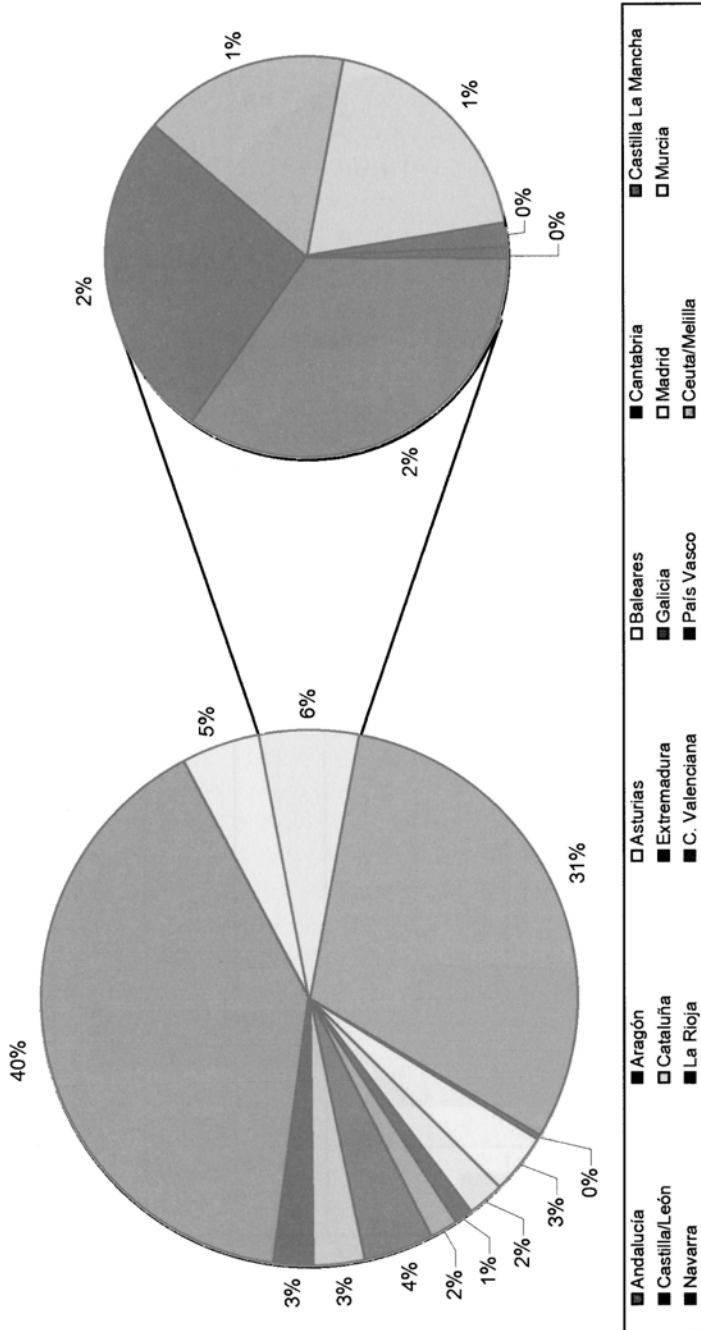 40%
5%
6%
31%
0%
3%
2%
1%
2%
4%
3%
3%
2%
1%
1%
0%
0%
2%
Andalucía
Aragón
Asturias
Baleares
Cantabria
Castilla La Mancha
Castilla/León
Cataluña
Extremadura
Galicia
Madrid
Murcia
Navarra
La Rioja
C. Valenciana
País Vasco
Ceuta/Melilla